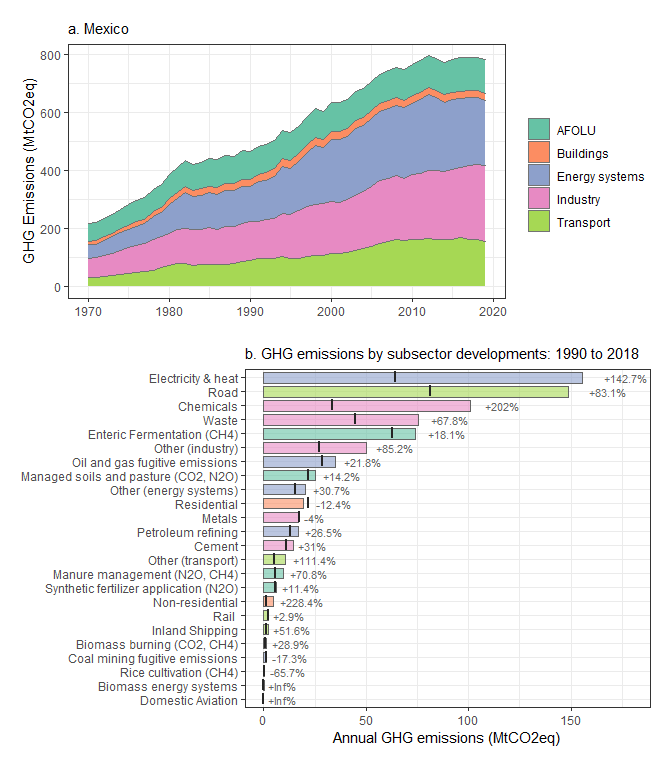 a. Mexico
GHG Emissions (MtCO2eq)
800
600
400
200
0
1970
1980
1990
2000
2010
2020
AFOLU
Buildings
Energy systems
Industry
Transport
b. GHG emissions by subsector developments: 1990 to 2018
Electricity & heat +142.7%
Road +83.1%
Chemicals +202%
Waste +67.8%
Enteric Fermentation (CH4) +18.1%
Other (industry) +85.2%
Oil and gas fugitive emissions +21.8%
Managed soils and pasture (CO2, N2O) +14.2%
Other (energy systems) +30.7%
Residential -12.4%
Metals -4%
Petroleum refining +26.5%
Cement +31%
Other (transport) +111.4%
Manure management (N2O, CH4) +70.8%
Synthetic fertilizer application (N2O) +11.4%
Non-residential +228.4%
Rail +2.9%
Inland Shipping +51.6%
Biomass burning (CO2, CH4) +28.9%
Coal mining fugitive emissions -17.3%
Rice cultivation (CH4) -65.7%
Biomass energy systems +Inf%
Domestic Aviation +Inf%
0
50
100
150
Annual GHG emissions (MtCO2eq)